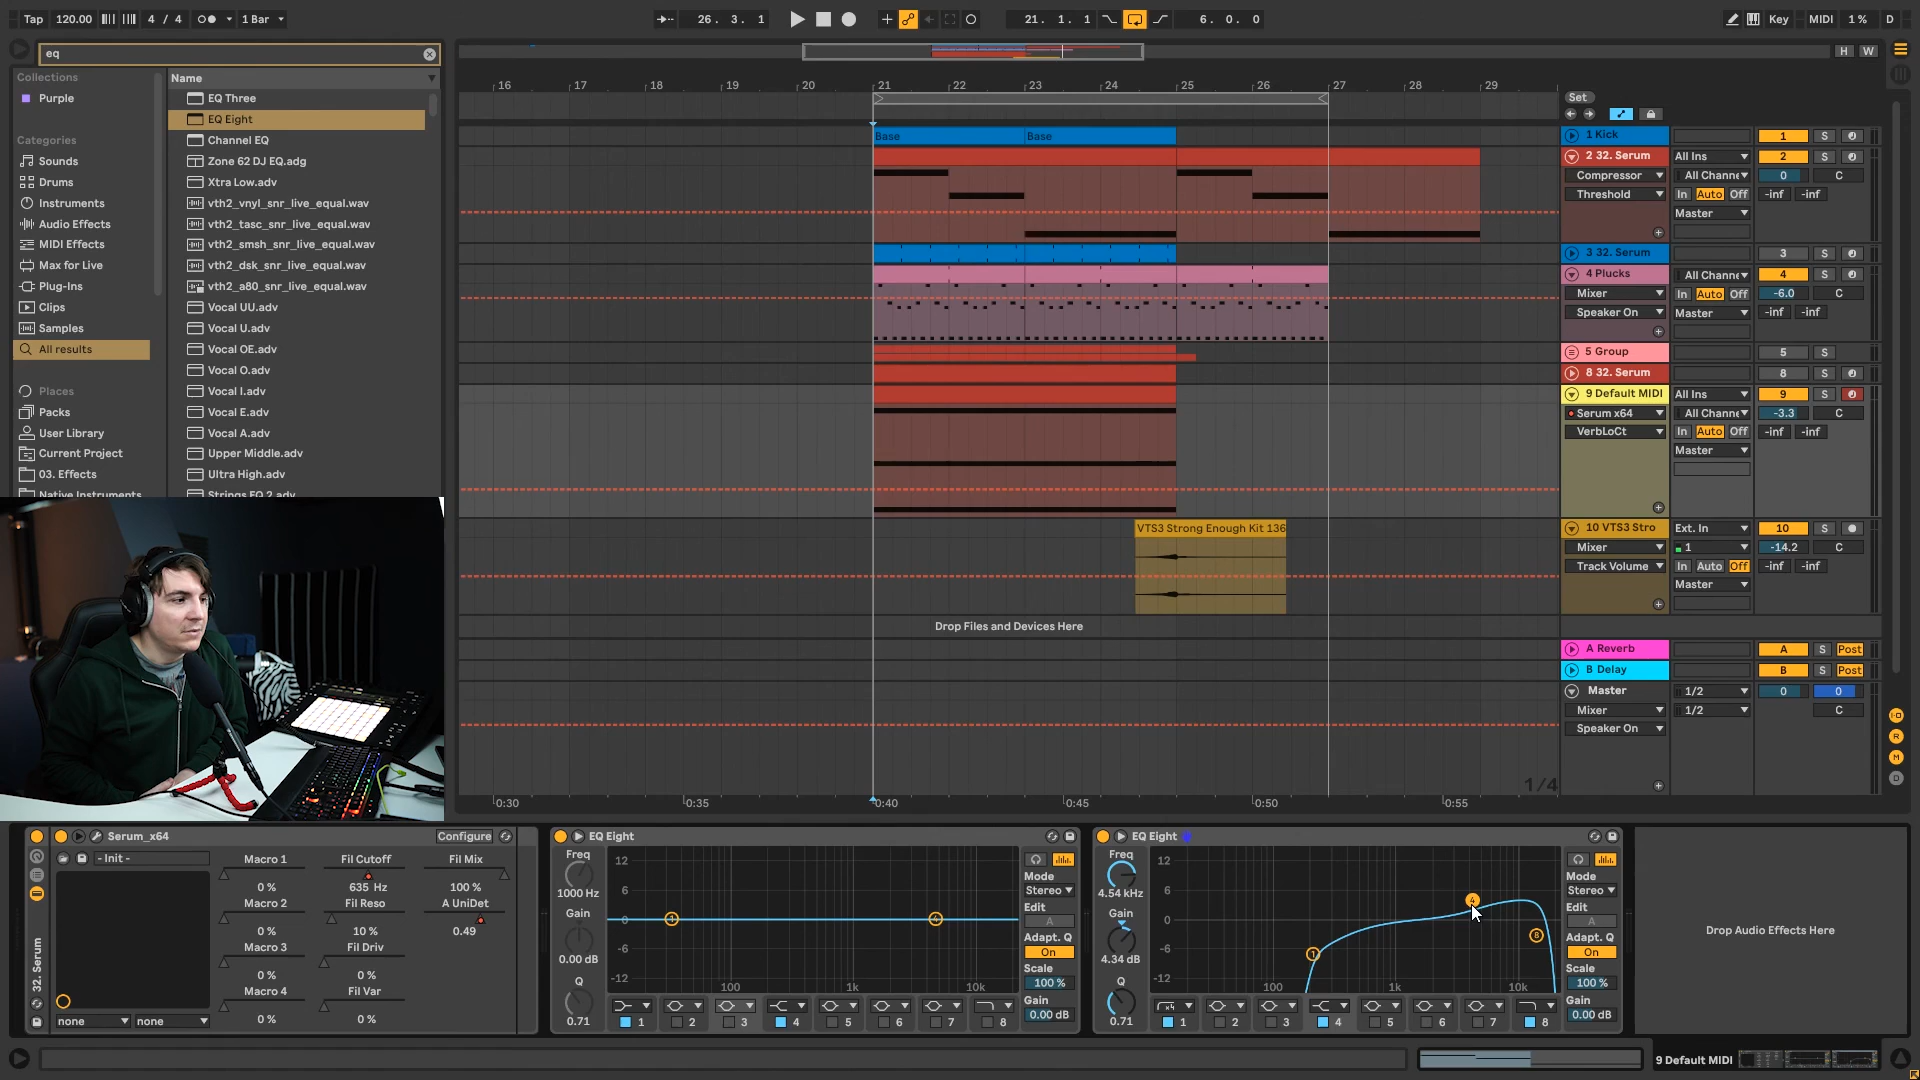 Tap 120.00 4 / 4 1 Bar 26. 3. 1 21. 1. 1 6. 0. 0 Key MIDI 1 % D
eq
H W
Collections
Purple
Categories
Sounds
Drums
Instruments
Audio Effects
MIDI Effects
Max for Live
Plug-Ins
Clips
Samples
All results
Places
Packs
User Library
Current Project
03. Effects
Native Instruments
Name
EQ Three
EQ Eight
Channel EQ
Zone 62 DJ EQ.adg
Xtra Low.adv
vth2_vnyl_snr_live_equal.wav
vth2_tasc_snr_live_equal.wav
vth2_smsh_snr_live_equal.wav
vth2_dsk_snr_live_equal.wav
vth2_a80_snr_live_equal.wav
Vocal UU.adv
Vocal U.adv
Vocal OE.adv
Vocal O.adv
Vocal I.adv
Vocal E.adv
Vocal A.adv
Upper Middle.adv
Ultra High.adv
Strings EQ 2.adv
16 17 18 19 20 21 22 23 24 25 26 27 28 29
Set
Base Base
1 Kick 1 S
2 32. Serum All Ins 2 S
Compressor All Channe 0 C
Threshold In Auto Off -inf -inf
Master
3 32. Serum 3 S
4 Plucks All Channe 4 S
Mixer In Auto Off -6.0 C
Speaker On Master -inf -inf
5 Group 5 S
8 32. Serum 8 S
9 Default MIDI All Ins 9 S
Serum x64 All Channe -3.3 C
VerbLoCt In Auto Off -inf -inf
Master
VTS3 Strong Enough Kit 136
10 VTS3 Stro Ext. In 10 S
Mixer 1 -14.2 C
Track Volume In Auto Off -inf -inf
Master
Drop Files and Devices Here
A Reverb A S Post
B Delay B S Post
Master 1/2 0 0
Mixer 1/2 C
Speaker On
1/4
0:30 0:35 0:40 0:45 0:50 0:55
I·O
R
M
D
32. Serum
Serum_x64 Configure
- Init -
none none
Macro 1 Fil Cutoff Fil Mix
0 % 635 Hz 100 %
Macro 2 Fil Reso A UniDet
0 % 10 % 0.49
Macro 3 Fil Driv
0 % 0 %
Macro 4 Fil Var
0 % 0 %
EQ Eight
Freq
1000 Hz
Gain
0.00 dB
Q
0.71
12
6
0
-6
-12
100 1k 10k
1 4
1 2 3 4 5 6 7 8
Mode
Stereo
Edit
A
Adapt. Q
On
Scale
100 %
Gain
0.00 dB
EQ Eight
Freq
4.54 kHz
Gain
4.34 dB
Q
0.71
12
6
0
-6
-12
100 1k 10k
1 4 8
x4
1 2 3 4 5 6 7 8
Mode
Stereo
Edit
A
Adapt. Q
On
Scale
100 %
Gain
0.00 dB
Drop Audio Effects Here
9 Default MIDI